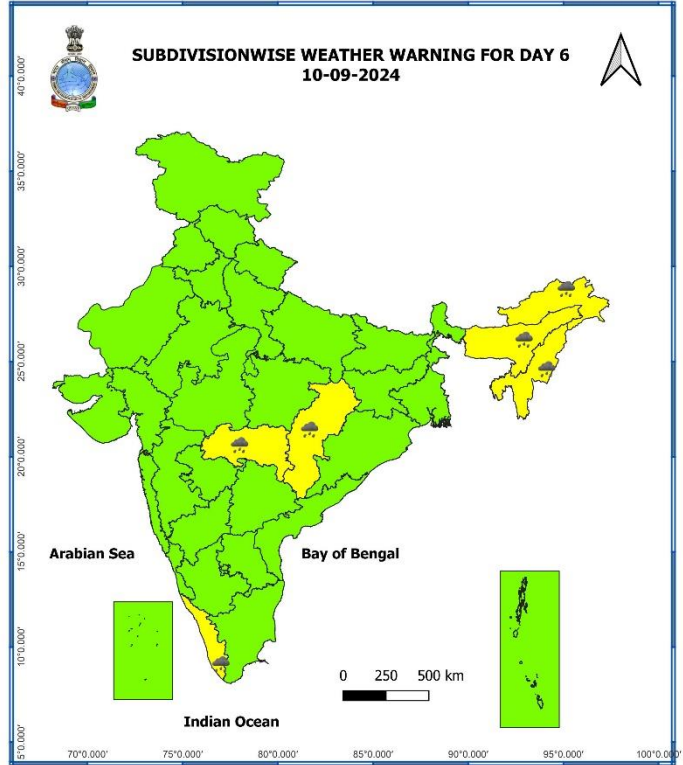 SUBDIVISIONWISE WEATHER WARNING FOR DAY 6
10-09-2024
40°0.000'
35°0.000'
30°0.000'
25°0.000'
20°0.000'
15°0.000'
10°0.000'
5°0.000'
Arabian Sea
Bay of Bengal
0 250 500 km
Indian Ocean
70°0.000' 75°0.000' 80°0.000' 85°0.000' 90°0.000' 95°0.000' 100°0.000'